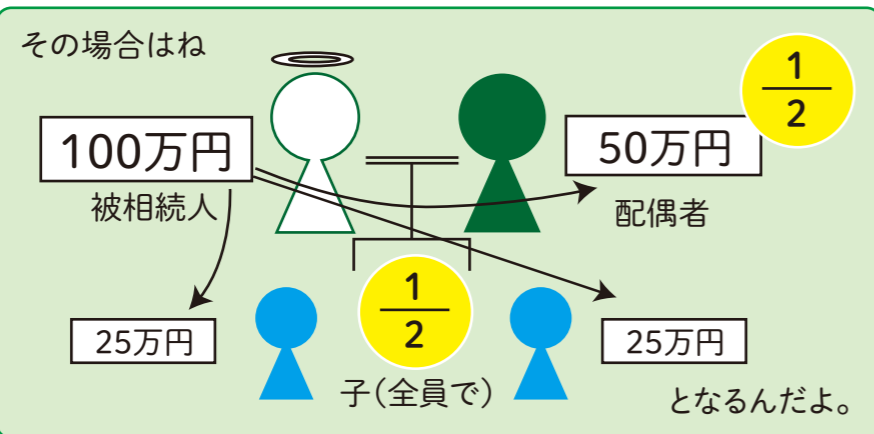 その場合はね
1
2
100万円
50万円
被相続人
配偶者
1
2
25万円
25万円
子(全員で)
となるんだよ。